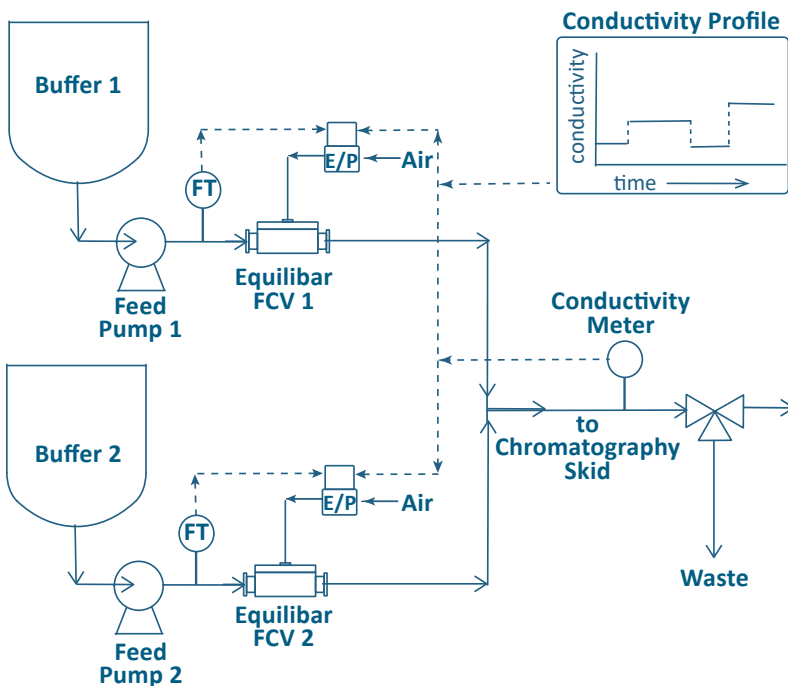 Conductivity Profile
conductivity
time
Buffer 1
FT
E/P
Air
Feed
Pump 1
Equilibar
FCV 1
Conductivity
Meter
to
Chromatography
Skid
Waste
Buffer 2
FT
E/P
Air
Feed
Pump 2
Equilibar
FCV 2